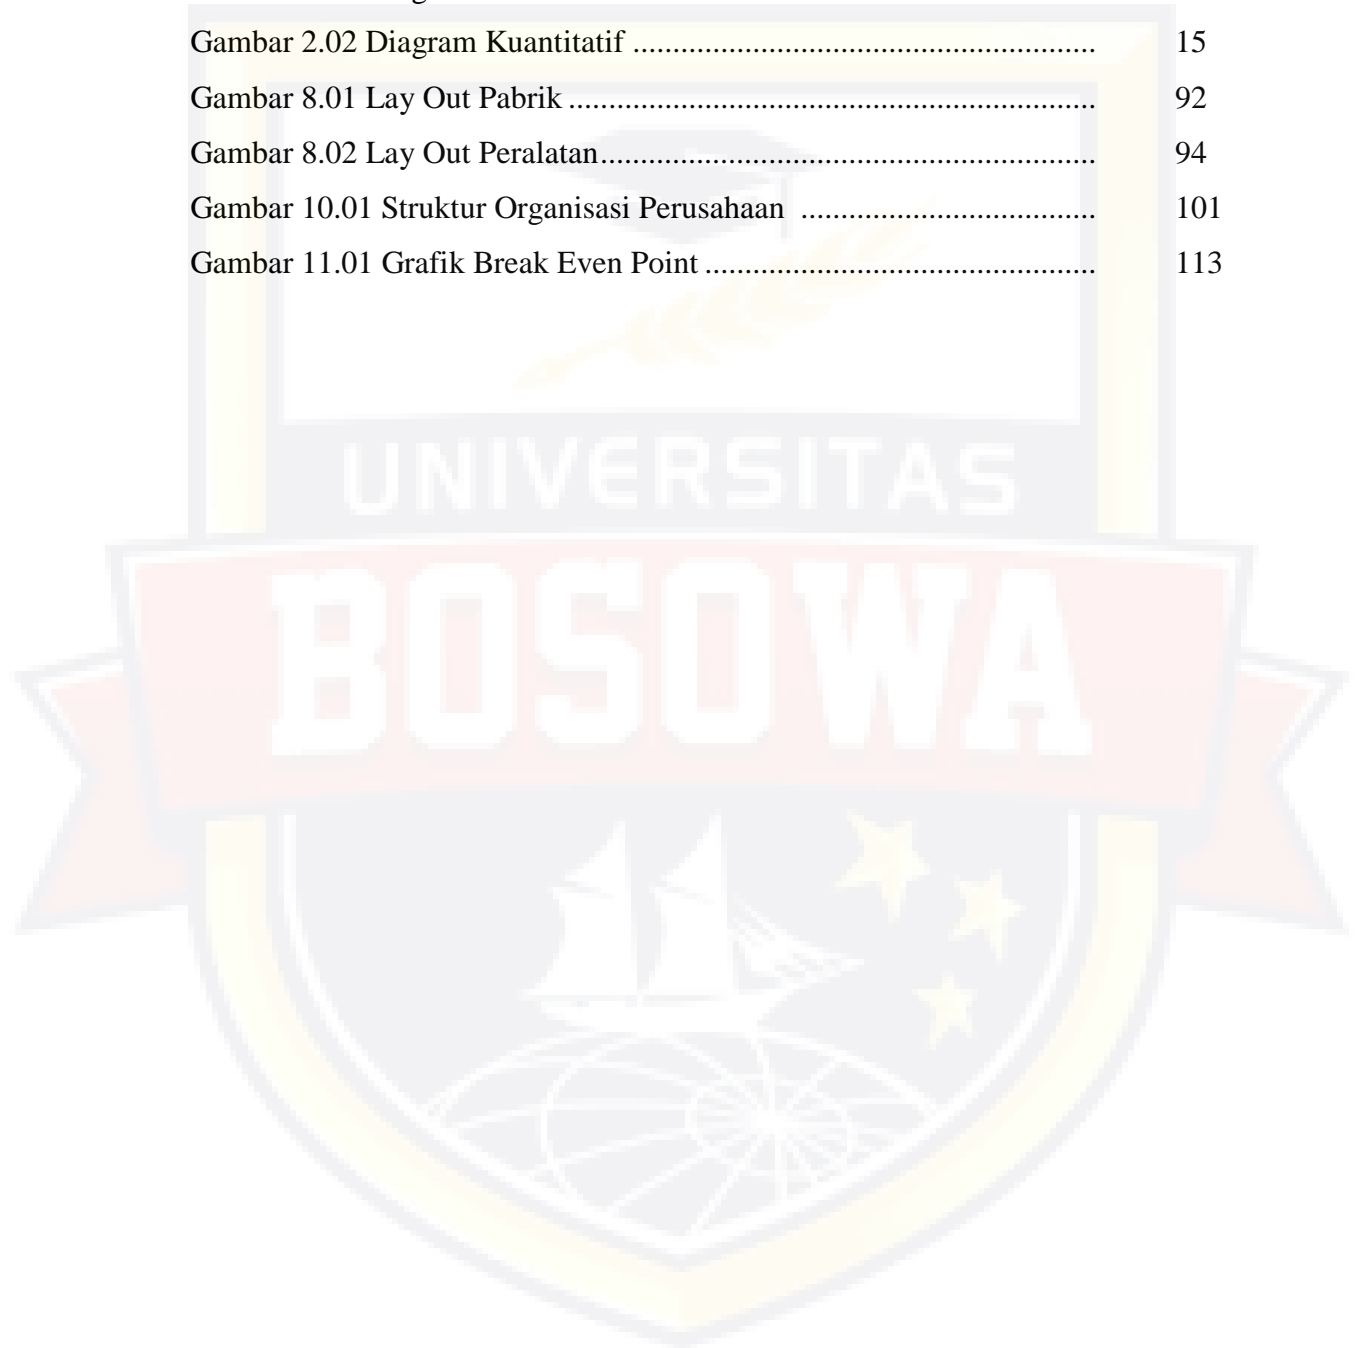 Gambar 2.02 Diagram Kuantitatif .......................................................... 15
Gambar 8.01 Lay Out Pabrik .................................................................. 92
Gambar 8.02 Lay Out Peralatan.............................................................. 94
Gambar 10.01 Struktur Organisasi Perusahaan ..................................... 101
Gambar 11.01 Grafik Break Even Point ................................................. 113
UNIVERSITAS
BOSOWA